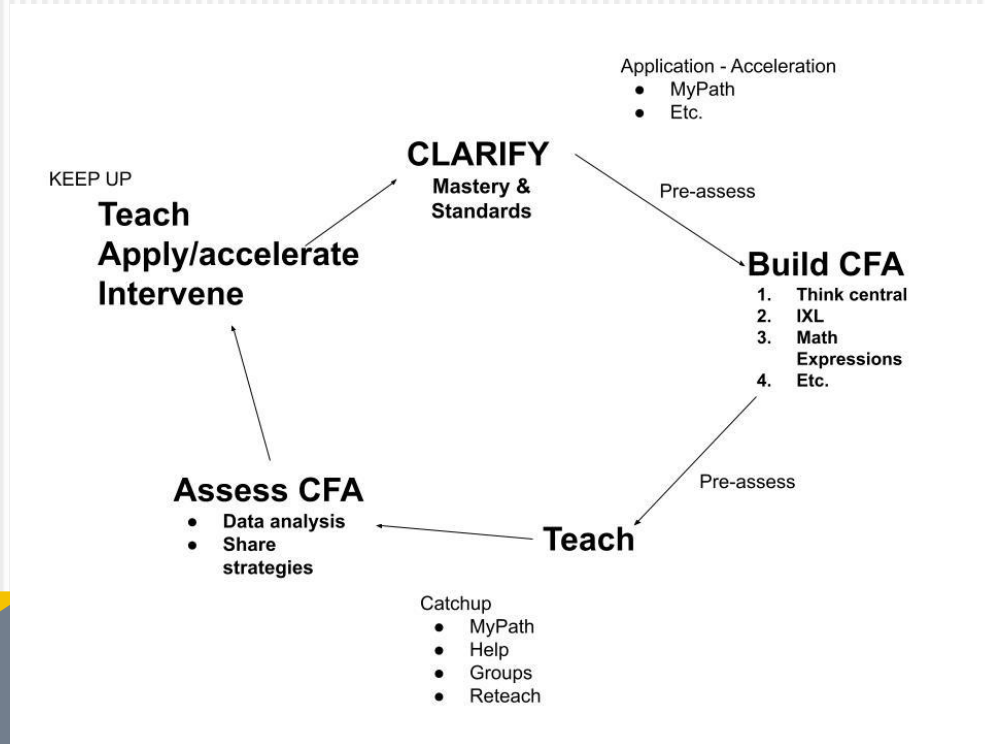 Application - Acceleration
● MyPath
● Etc.
CLARIFY
Mastery &
Standards
KEEP UP
Teach
Apply/accelerate
Intervene
Pre-assess
Build CFA
1. Think central
2. IXL
3. Math
Expressions
4. Etc.
Pre-assess
Assess CFA
● Data analysis
● Share
strategies
Teach
Catchup
● MyPath
● Help
● Groups
● Reteach